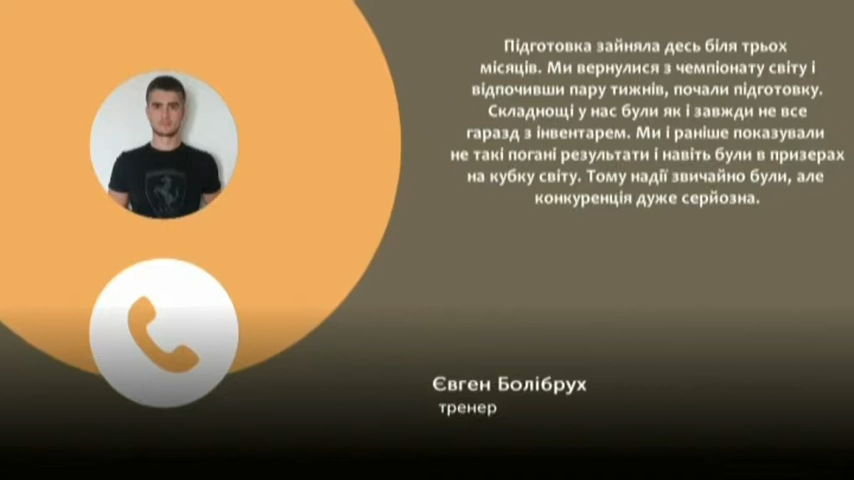 Підготовка зайняла десь біля трьох
місяців. Ми вернулися з чемпіонату світу і
відпочивши пару тижнів, почали підготовку.
Складнощі у нас були як і завжди не все
гаразд з інвентарем. Ми і раніше показували
не такі погані результати і навіть були в призерах
на кубку світу. Тому надії звичайно були, але
конкуренція дуже серйозна.
Євген Болібрух
тренер